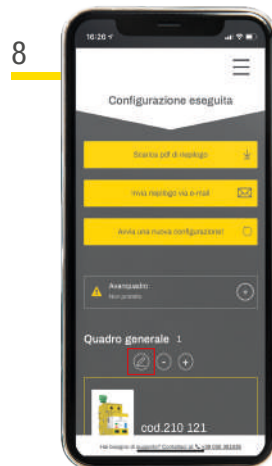 8
16:26
Configurazione eseguita
Scarica pdf di riepilogo
Invia riepilogo via e-mail
Avvia una nuova configurazione!
Avanquadro
Non protetto
Quadro generale 1
- +
cod.210 121
Hai bisogno di supporto? Contattaci al